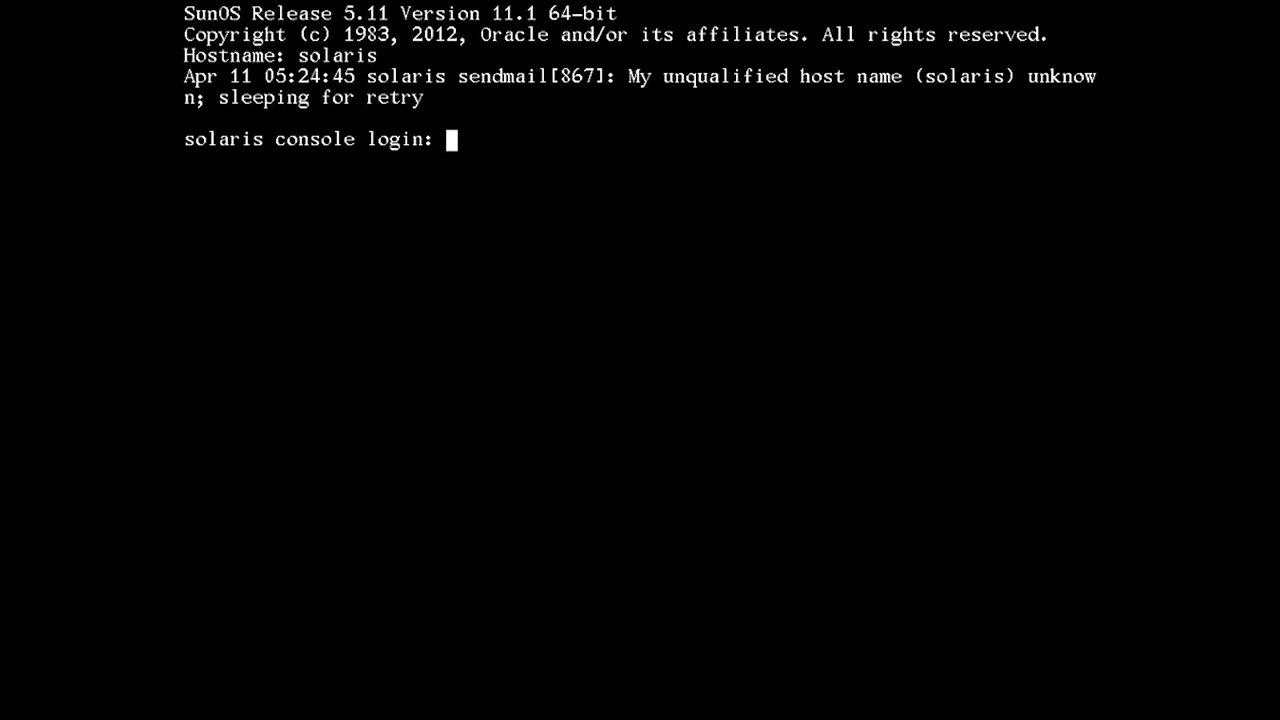 SunOS Release 5.11 Version 11.1 64-bit
Copyright (c) 1983, 2012, Oracle and/or its affiliates. All rights reserved.
Hostname: solaris
Apr 11 05:24:45 solaris sendmail[867]: My unqualified host name (solaris) unknow
n; sleeping for retry
solaris console login: